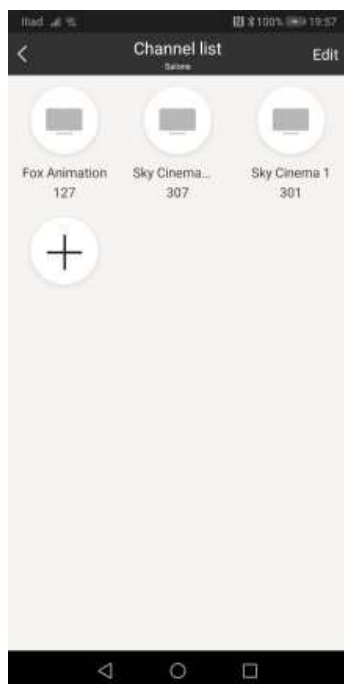 Iliad
100% 19:57
Channel list
Salone
Edit
Fox Animation
127
Sky Cinema...
307
Sky Cinema 1
301